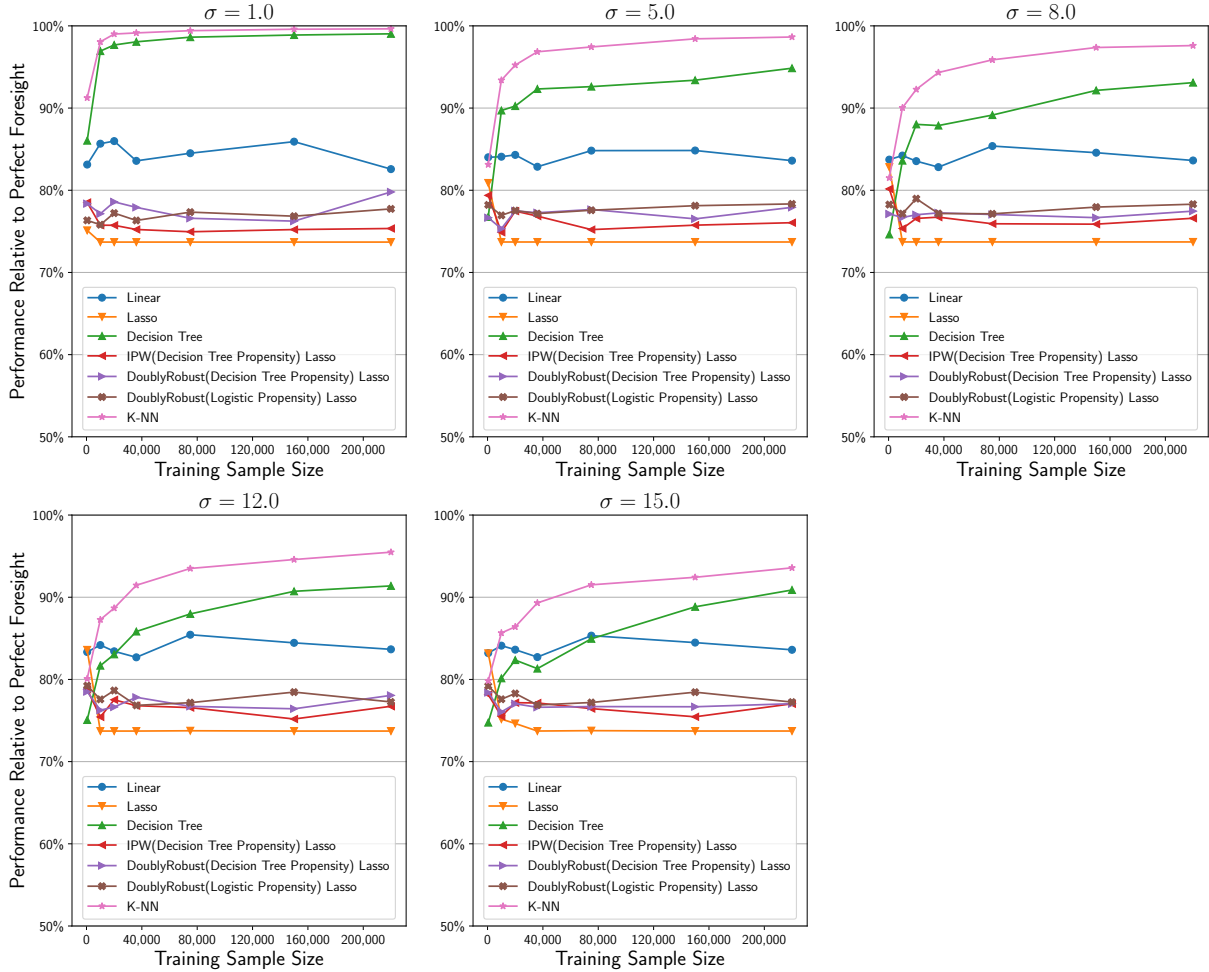 σ = 1.0
Performance Relative to Perfect Foresight
100%
90%
80%
70%
60%
50%
Linear
Lasso
Decision Tree
IPW(Decision Tree Propensity) Lasso
DoublyRobust(Decision Tree Propensity) Lasso
DoublyRobust(Logistic Propensity) Lasso
K-NN
0 40,000 80,000 120,000 160,000 200,000
Training Sample Size
σ = 5.0
100%
90%
80%
70%
60%
50%
Linear
Lasso
Decision Tree
IPW(Decision Tree Propensity) Lasso
DoublyRobust(Decision Tree Propensity) Lasso
DoublyRobust(Logistic Propensity) Lasso
K-NN
0 40,000 80,000 120,000 160,000 200,000
Training Sample Size
σ = 8.0
100%
90%
80%
70%
60%
50%
Linear
Lasso
Decision Tree
IPW(Decision Tree Propensity) Lasso
DoublyRobust(Decision Tree Propensity) Lasso
DoublyRobust(Logistic Propensity) Lasso
K-NN
0 40,000 80,000 120,000 160,000 200,000
Training Sample Size
σ = 12.0
Performance Relative to Perfect Foresight
100%
90%
80%
70%
60%
50%
Linear
Lasso
Decision Tree
IPW(Decision Tree Propensity) Lasso
DoublyRobust(Decision Tree Propensity) Lasso
DoublyRobust(Logistic Propensity) Lasso
K-NN
0 40,000 80,000 120,000 160,000 200,000
Training Sample Size
σ = 15.0
100%
90%
80%
70%
60%
50%
Linear
Lasso
Decision Tree
IPW(Decision Tree Propensity) Lasso
DoublyRobust(Decision Tree Propensity) Lasso
DoublyRobust(Logistic Propensity) Lasso
K-NN
0 40,000 80,000 120,000 160,000 200,000
Training Sample Size